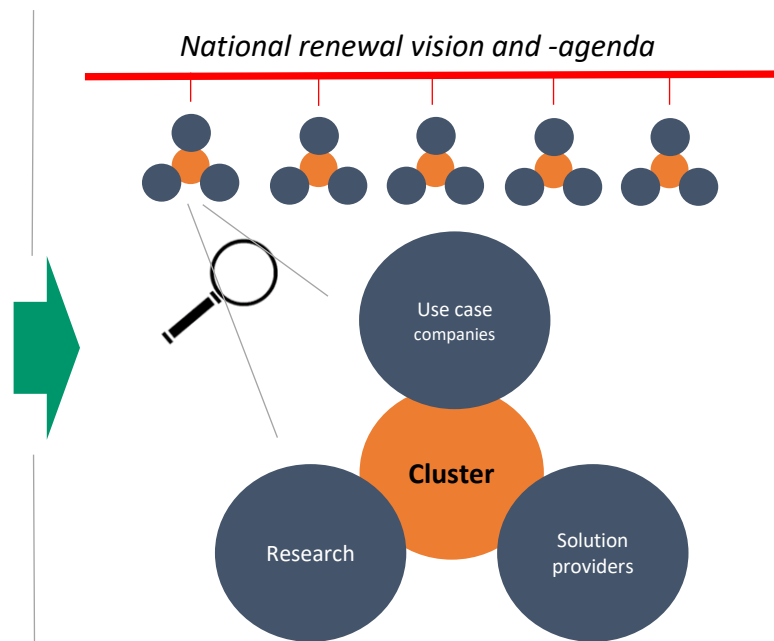 National renewal vision and -agenda
Use case
companies
Cluster
Research
Solution
providers